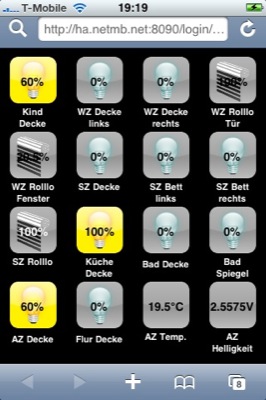 T-Mobile 19:19
http://ha.netmb.net:8090/login/...
60% 0% 0% 100%
Kind Decke
WZ Decke links
WZ Decke rechts
WZ Rolllo Tür
0% 0% 0%
WZ Rolllo Fenster
SZ Decke
SZ Bett links
SZ Bett rechts
100% 100% 0% 0%
SZ Rolllo
Küche Decke
Bad Decke
Bad Spiegel
60% 0% 19.5°C 2.5575V
AZ Decke
Flur Decke
AZ Temp.
AZ Helligkeit
8